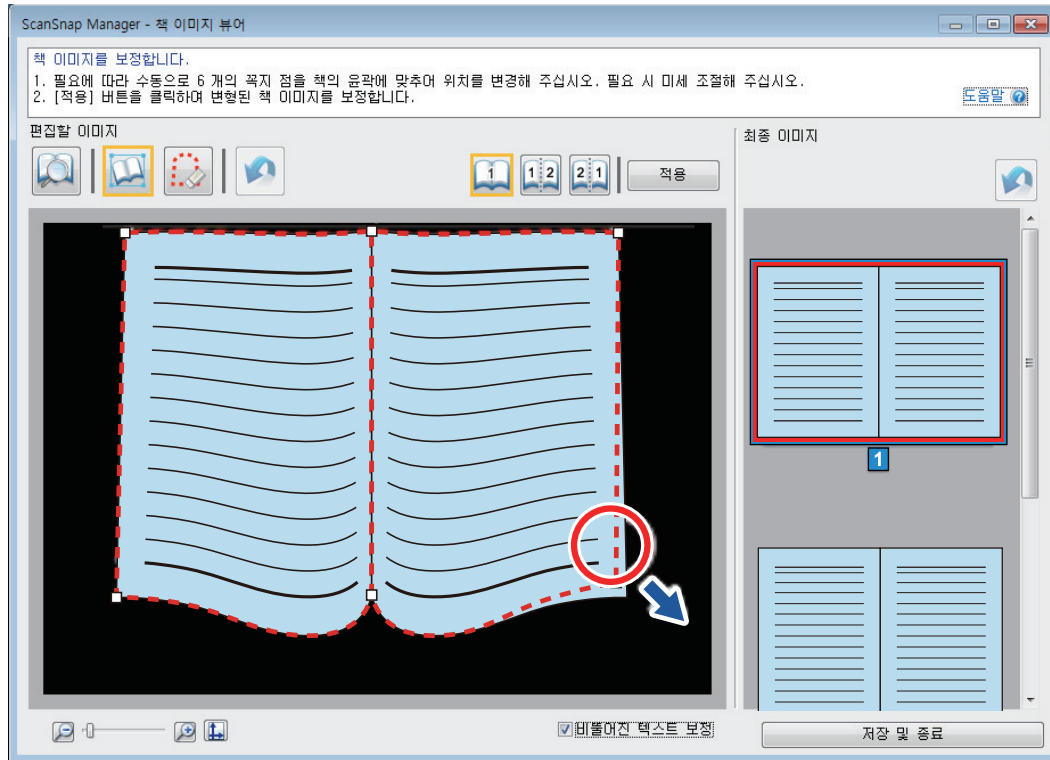 ScanSnap Manager - 책 이미지 뷰어
책 이미지를 보정합니다.
1. 필요에 따라 수동으로 6 개의 꼭지 점을 책의 윤곽에 맞추어 위치를 변경해 주십시오. 필요 시 미세 조절해 주십시오.
2. [적용] 버튼을 클릭하여 변형된 책 이미지를 보정합니다.
도움말
편집할 이미지
최종 이미지
1
1 2
2 1
적용
1
비뚤어진 텍스트 보정
저장 및 종료